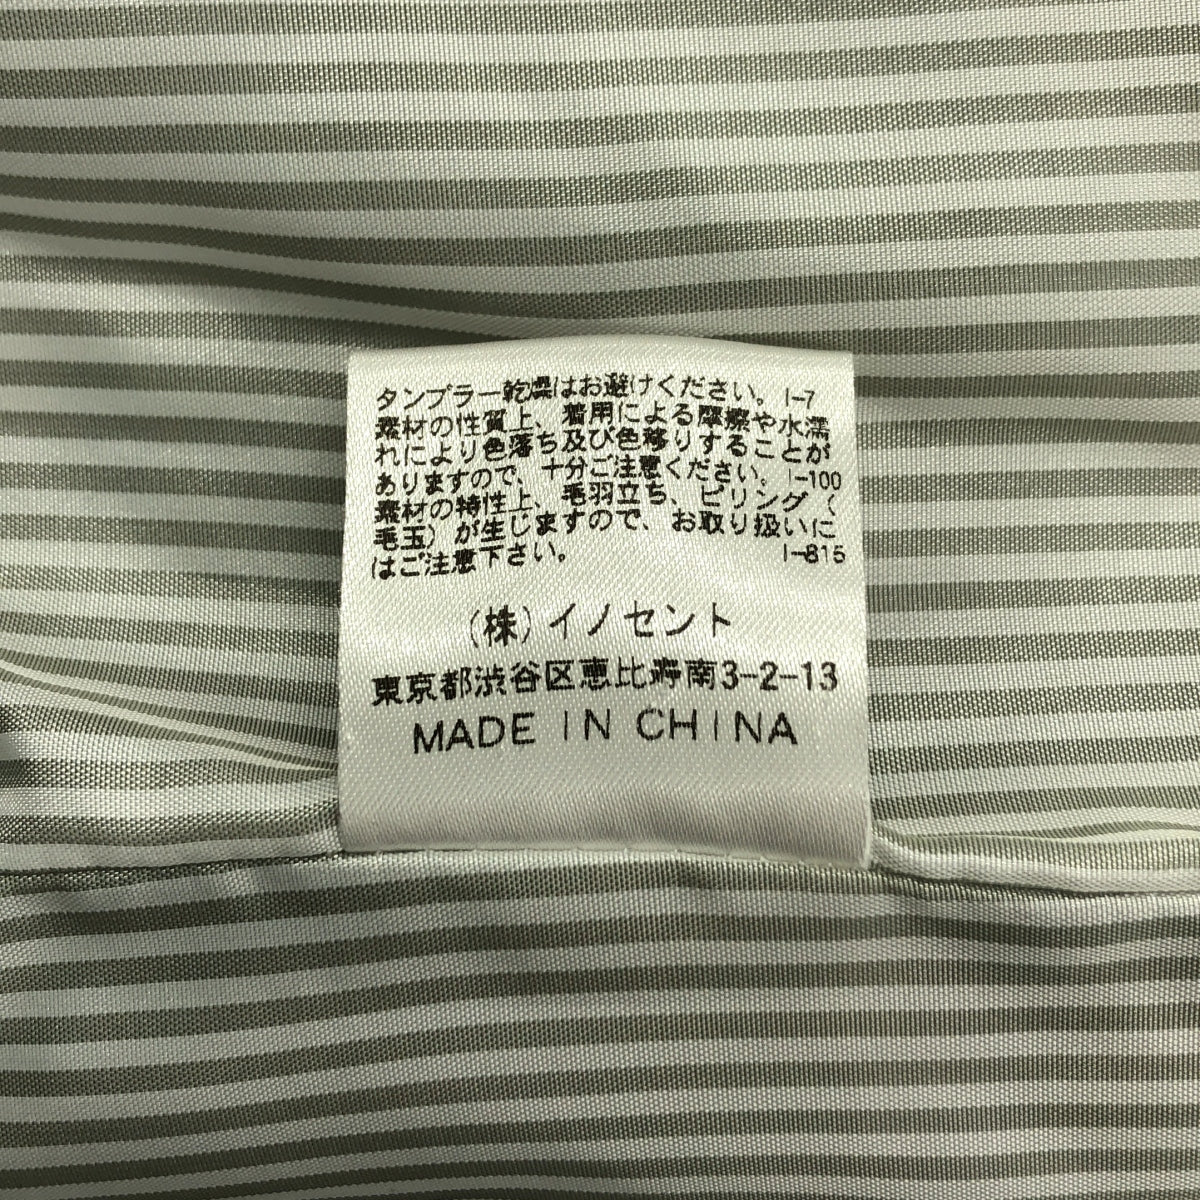 タンブラー乾燥はお避けください。I-7
素材の性質上、着用による摩擦や水濡
れにより色落ち及び色移りすることが
ありますので、十分ご注意ください。I-100
素材の特性上、毛羽立ち、ピリング（
毛玉）が生じますので、お取り扱いに
はご注意下さい。 I-815
(株)イノセント
東京都渋谷区恵比寿南3-2-13
MADE IN CHINA